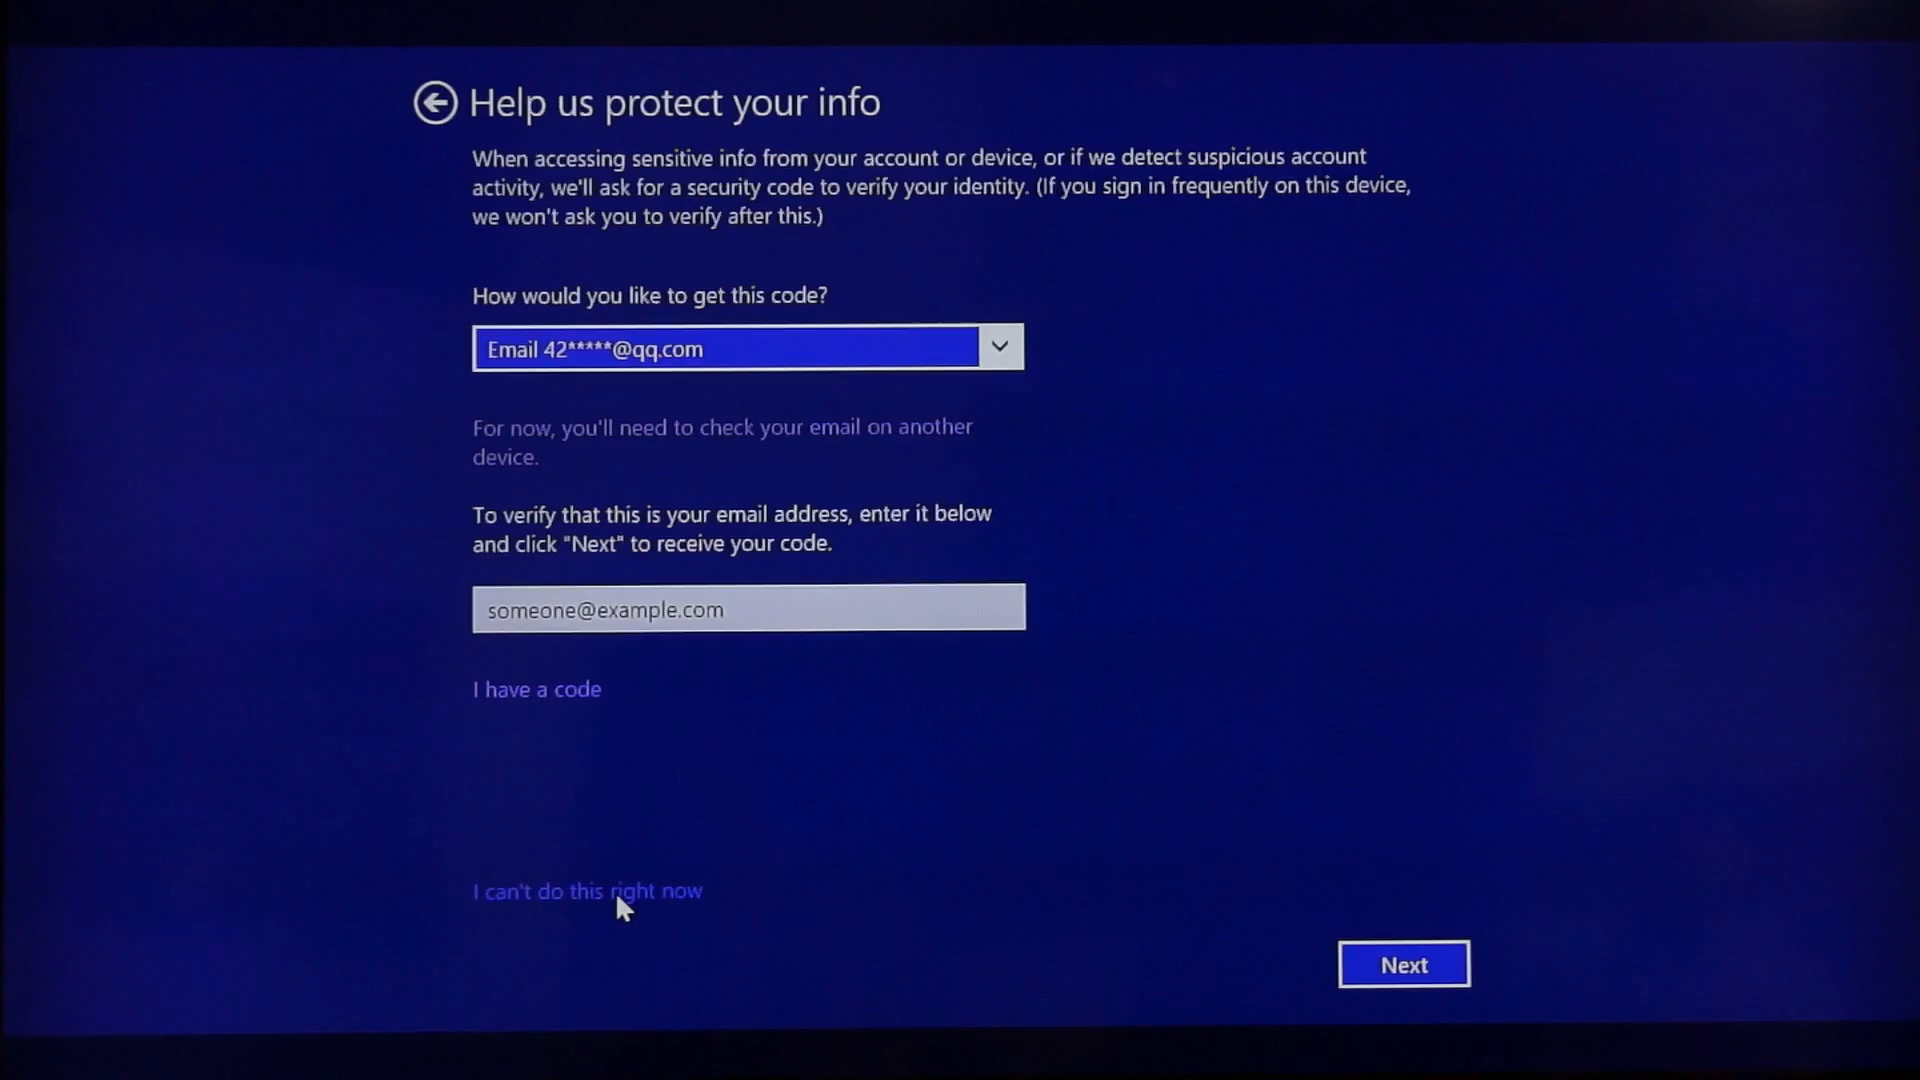 Help us protect your info
When accessing sensitive info from your account or device, or if we detect suspicious account
activity, we'll ask for a security code to verify your identity. (If you sign in frequently on this device,
we won't ask you to verify after this.)
How would you like to get this code?
Email 42*****@qq.com
For now, you'll need to check your email on another
device.
To verify that this is your email address, enter it below
and click "Next" to receive your code.
someone@example.com
I have a code
I can't do this right now
Next